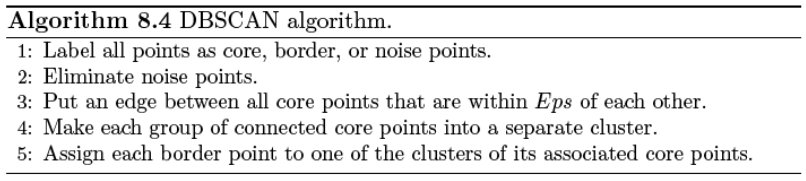 Algorithm 8.4 DBSCAN algorithm.
1: Label all points as core, border, or noise points.
2: Eliminate noise points.
3: Put an edge between all core points that are within Eps of each other.
4: Make each group of connected core points into a separate cluster.
5: Assign each border point to one of the clusters of its associated core points.